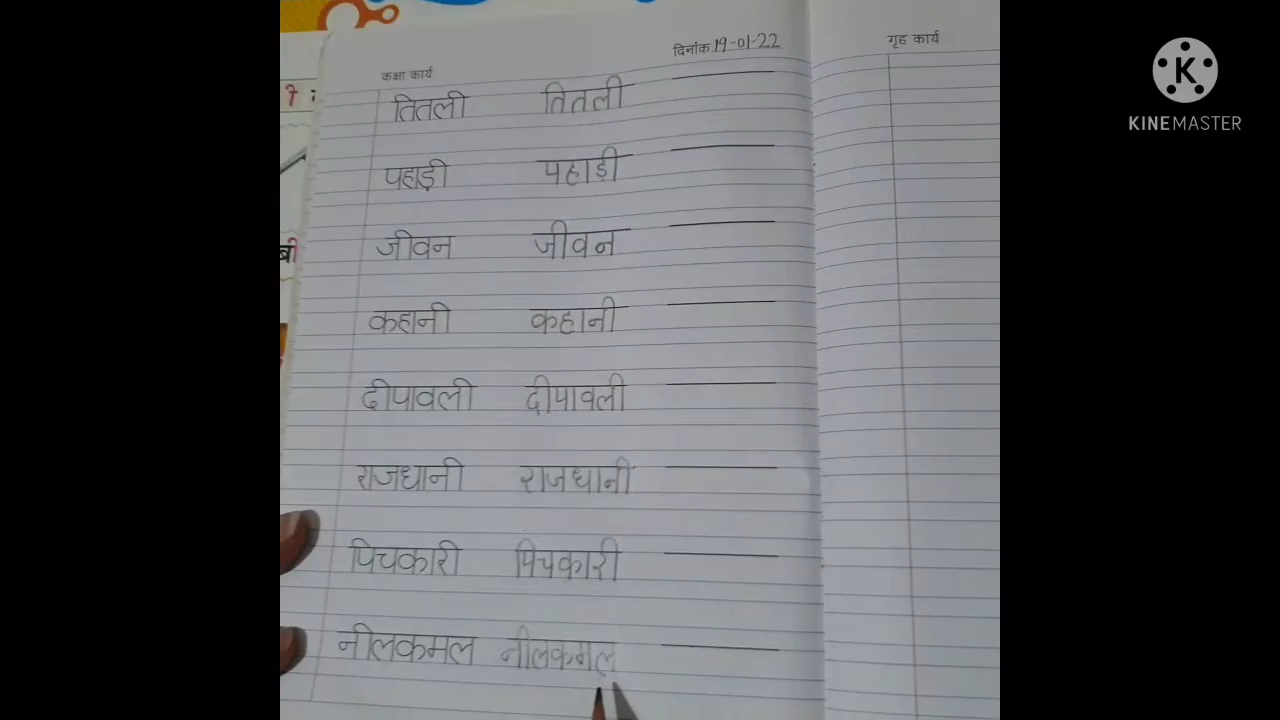 दिनांक 19-01-22
गृह कार्य
कक्षा कार्य
7:
तितली तितली
पहाड़ी पहाड़ी
जीवन जीवन
बी
कहानी कहानी
दीपावली दीपावली
राजधानी राजधानी
पिचकारी पिचकारी
नीलकमल नीलकमल
KINEMASTER